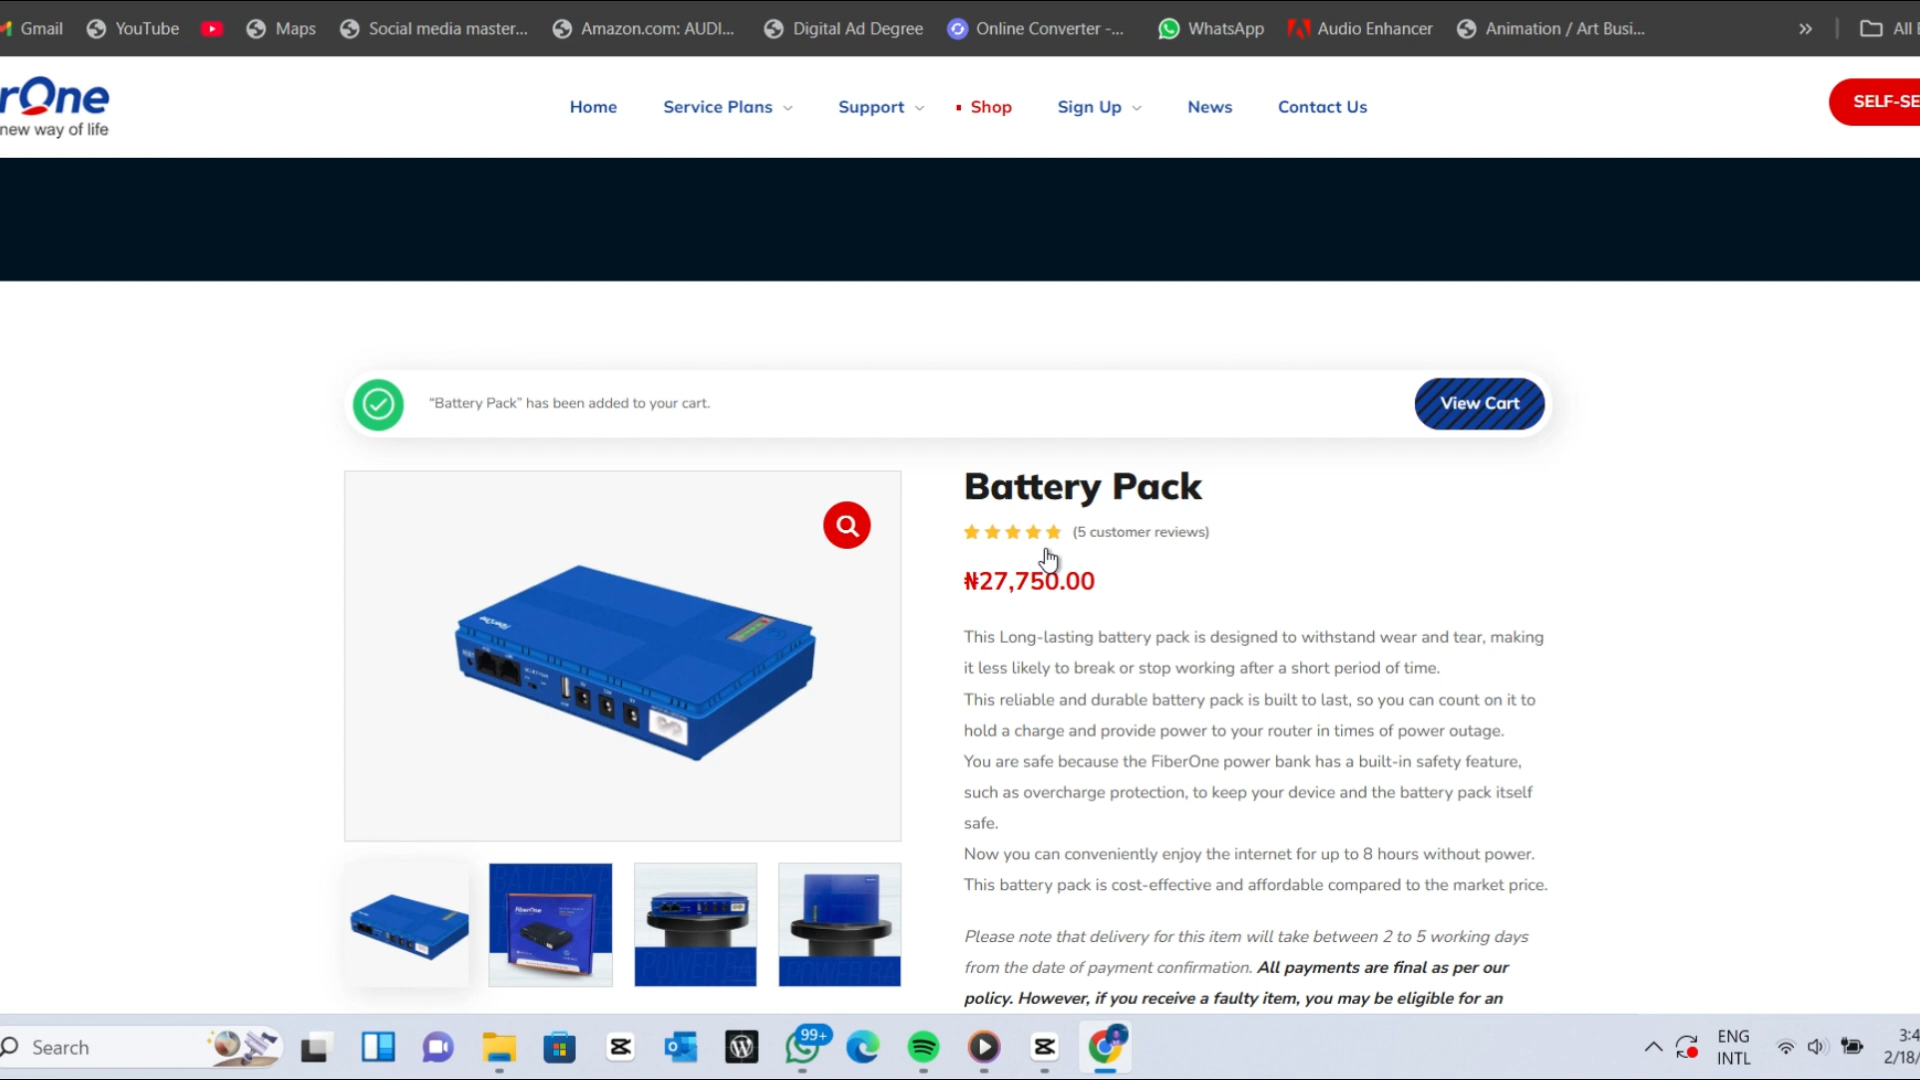 Gmail
YouTube
Maps
Social media master...
Amazon.com: AUDI...
Digital Ad Degree
Online Converter -...
WhatsApp
Audio Enhancer
Animation / Art Busi...
»
All
rOne
new way of life
Home
Service Plans
Support
Shop
Sign Up
News
Contact Us
SELF-SE
“Battery Pack” has been added to your cart.
View Cart
Battery Pack
(5 customer reviews)
₦27,750.00
This Long-lasting battery pack is designed to withstand wear and tear, making
it less likely to break or stop working after a short period of time.
This reliable and durable battery pack is built to last, so you can count on it to
hold a charge and provide power to your router in times of power outage.
You are safe because the FiberOne power bank has a built-in safety feature,
such as overcharge protection, to keep your device and the battery pack itself
safe.
Now you can conveniently enjoy the internet for up to 8 hours without power.
This battery pack is cost-effective and affordable compared to the market price.
Please note that delivery for this item will take between 2 to 5 working days
from the date of payment confirmation. All payments are final as per our
policy. However, if you receive a faulty item, you may be eligible for an
FiberOne
FiberOne
Search
99+
ENG
INTL
3:4
2/18/